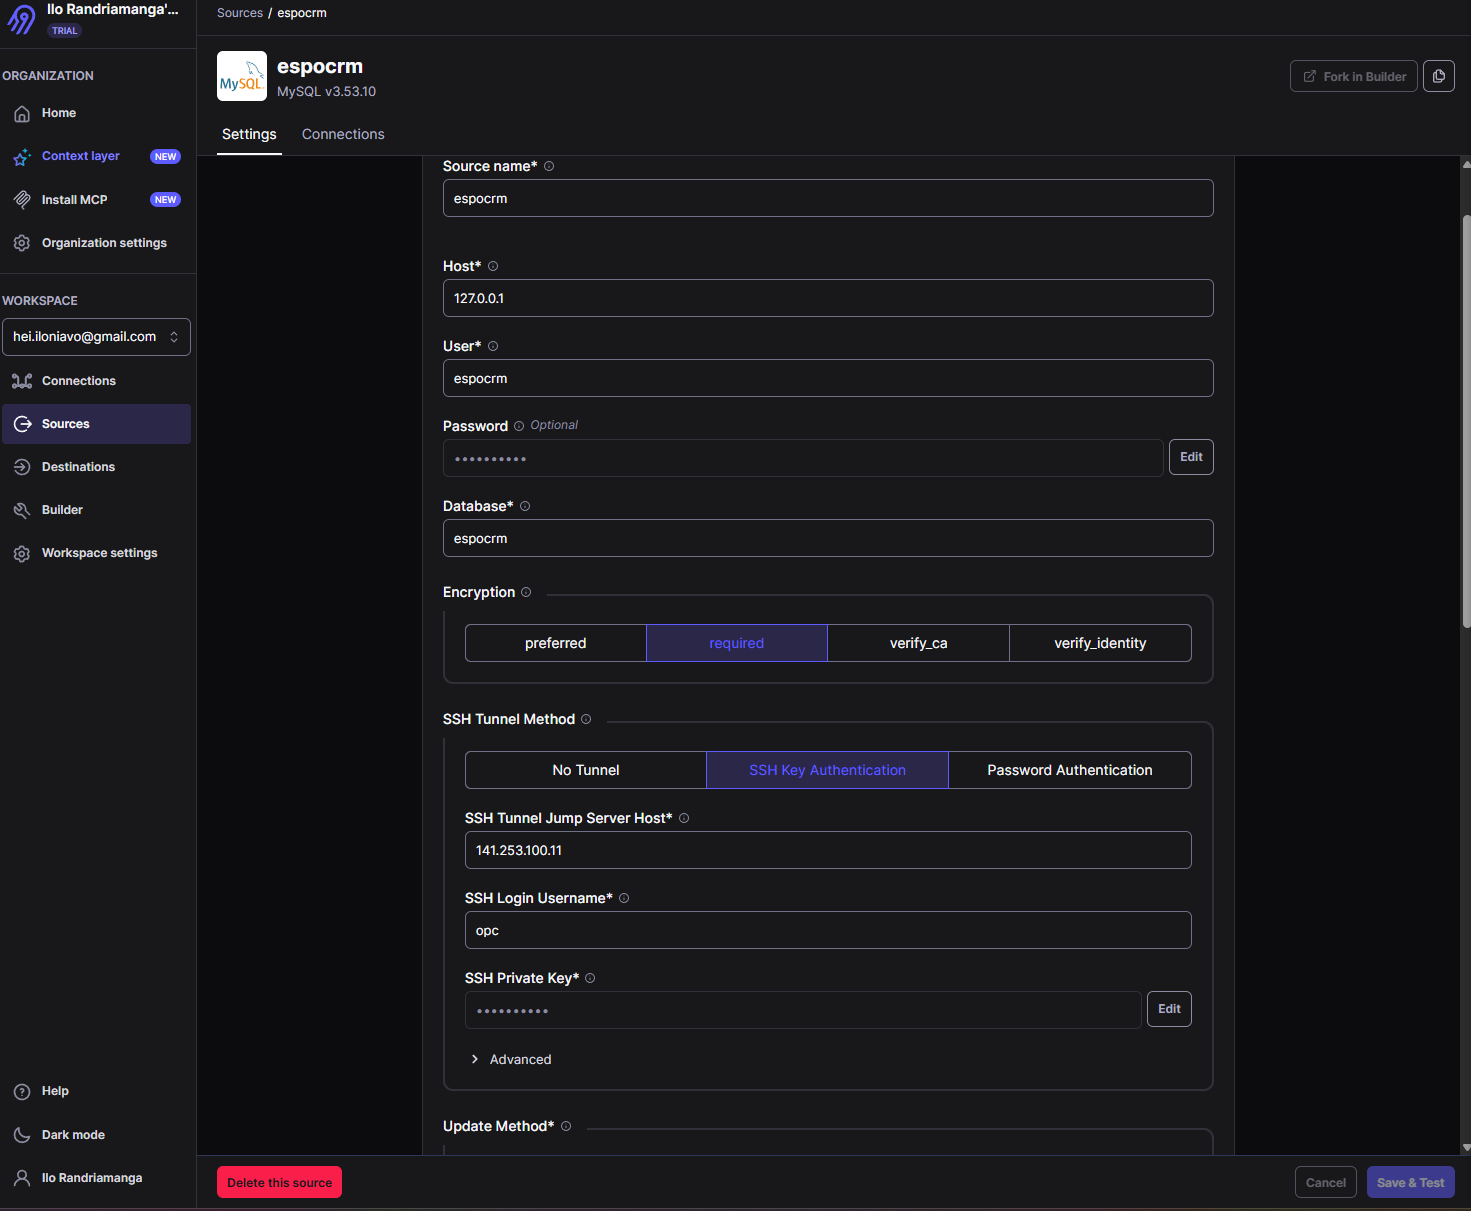 Ilo Randriamanga'...
TRIAL
ORGANIZATION
Home
Context layer NEW
Install MCP NEW
Organization settings
WORKSPACE
hei.iloniavo@gmail.com
Connections
Sources
Destinations
Builder
Workspace settings
Help
Dark mode
Ilo Randriamanga
Sources / espocrm
MySQL
espocrm
MySQL v3.53.10
Fork in Builder
Settings Connections
Source name*
espocrm
Host*
127.0.0.1
User*
espocrm
Password Optional
•••••••••• Edit
Database*
espocrm
Encryption
preferred required verify_ca verify_identity
SSH Tunnel Method
No Tunnel SSH Key Authentication Password Authentication
SSH Tunnel Jump Server Host*
141.253.100.11
SSH Login Username*
opc
SSH Private Key*
•••••••••• Edit
Advanced
Update Method*
Delete this source Cancel Save & Test